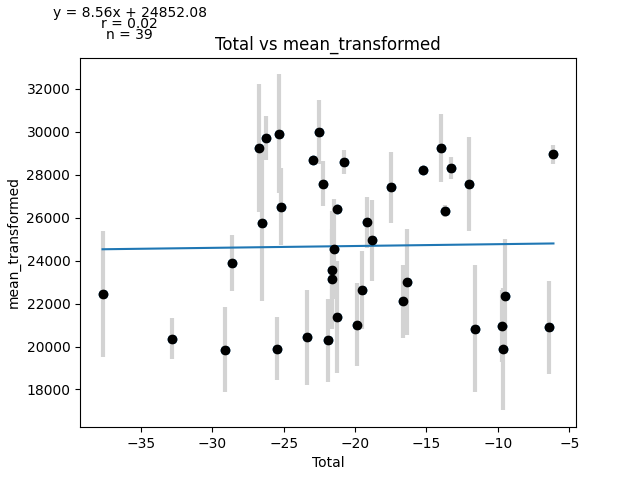 y = 8.56x + 24852.08
r = 0.02
n = 39
Total vs mean_transformed
32000
30000
28000
26000
24000
22000
20000
18000
mean_transformed
−35 −30 −25 −20 −15 −10 −5
Total